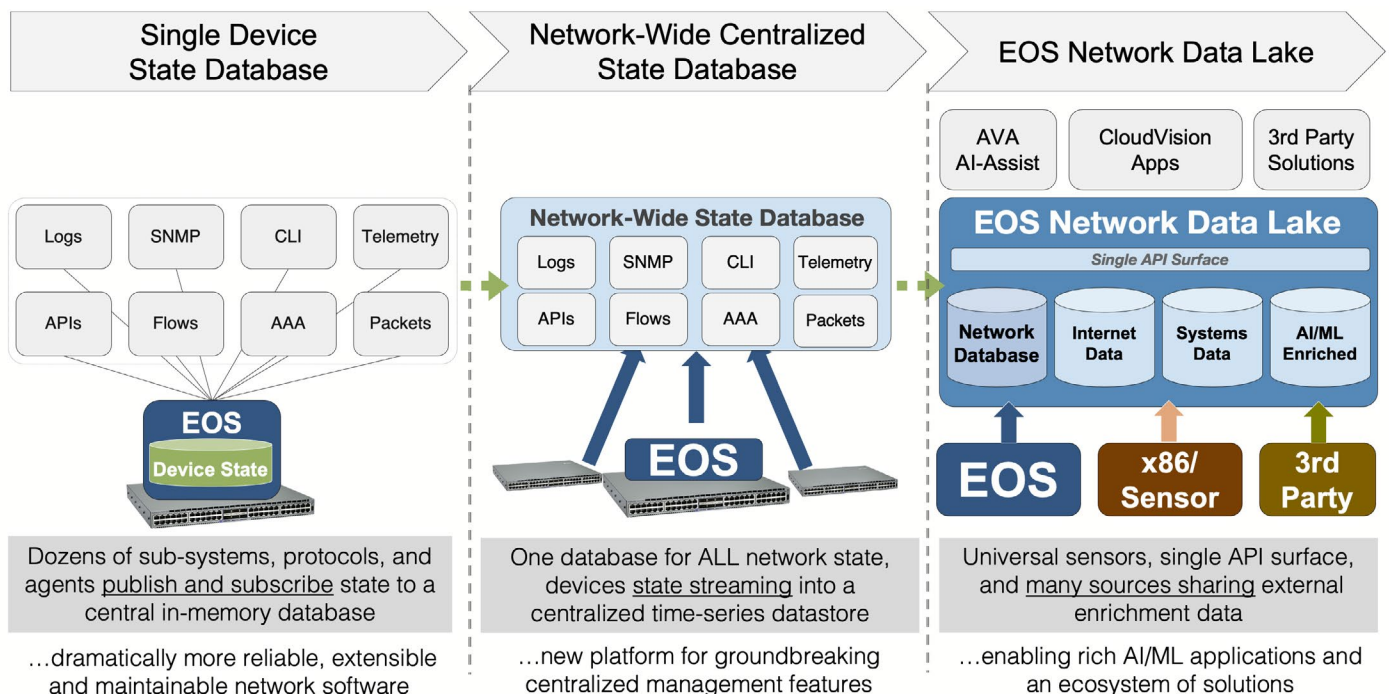 Single Device
State Database
Network-Wide Centralized
State Database
EOS Network Data Lake
Logs
SNMP
CLI
Telemetry
APIs
Flows
AAA
Packets
EOS
Device State
Dozens of sub-systems, protocols, and
agents publish and subscribe state to a
central in-memory database
...dramatically more reliable, extensible
and maintainable network software
Network-Wide State Database
Logs
SNMP
CLI
Telemetry
APIs
Flows
AAA
Packets
EOS
One database for ALL network state,
devices state streaming into a
centralized time-series datastore
...new platform for groundbreaking
centralized management features
AVA
AI-Assist
CloudVision
Apps
3rd Party
Solutions
EOS Network Data Lake
Single API Surface
Network
Database
Internet
Data
Systems
Data
AI/ML
Enriched
EOS
x86/
Sensor
3rd
Party
Universal sensors, single API surface,
and many sources sharing external
enrichment data
...enabling rich AI/ML applications and
an ecosystem of solutions